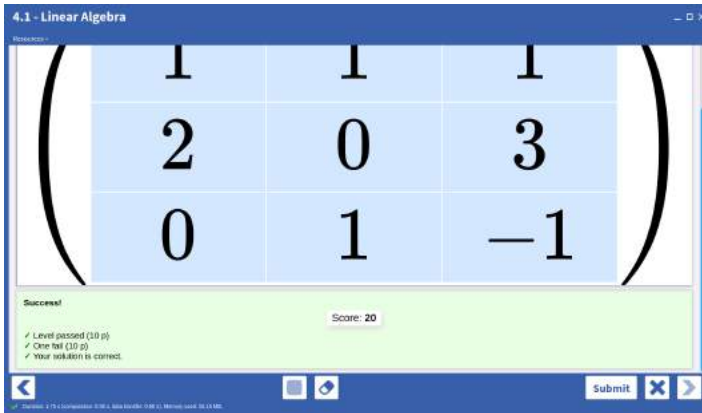 4.1 - Linear Algebra
Resources
1 1 1
2 0 3
0 1 −1
Success!
Score: 20
✓ Level passed (10 p)
✓ One fail (10 p)
✓ Your solution is correct.
Submit